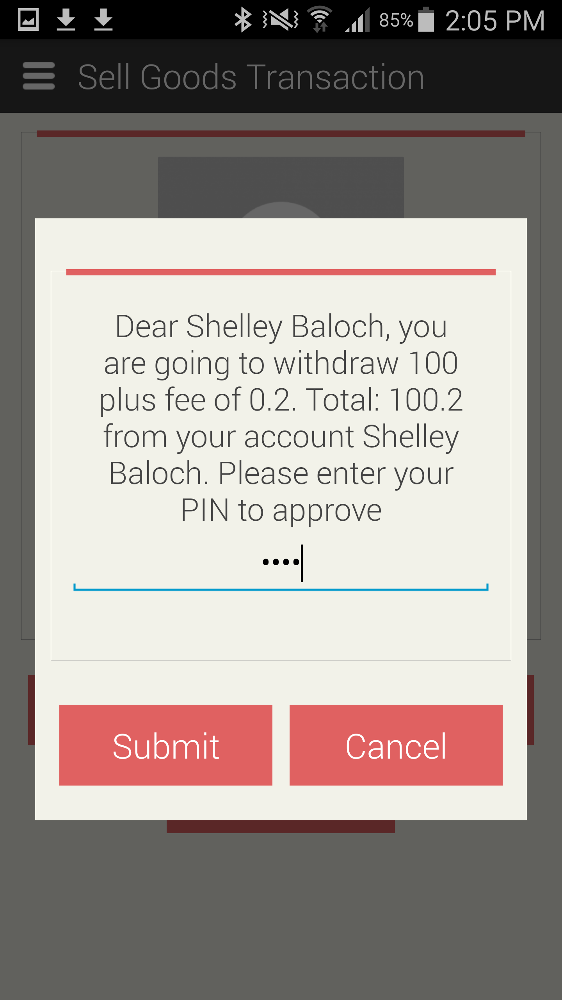 85% 2:05 PM
Sell Goods Transaction
Dear Shelley Baloch, you
are going to withdraw 100
plus fee of 0.2. Total: 100.2
from your account Shelley
Baloch. Please enter your
PIN to approve
••••
Submit Cancel